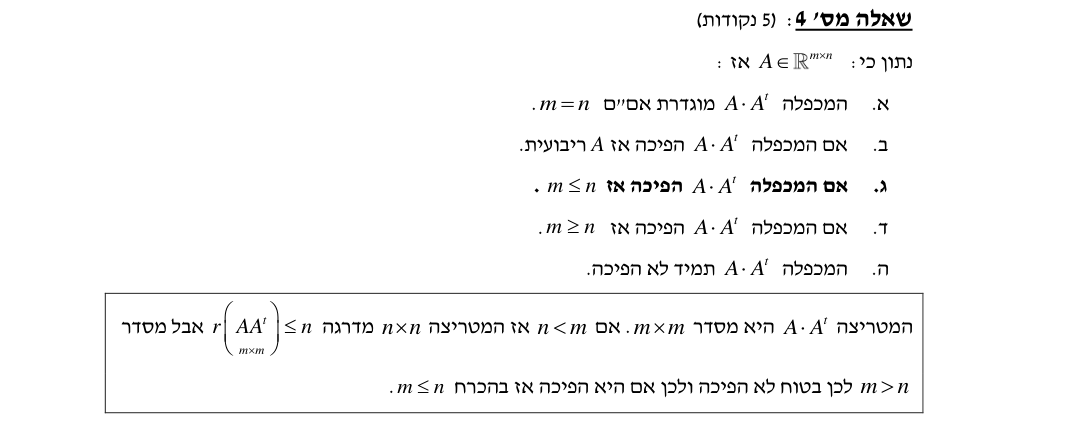 שאלה מס' 4 : (5 נקודות)
נתון כי : A ∈ ℝ^{m×n} אז :
א. המכפלה A · A^t מוגדרת אם"ם m = n .
ב. אם המכפלה A · A^t הפיכה אז A ריבועית.
ג. אם המכפלה A · A^t הפיכה אז m ≤ n .
ד. אם המכפלה A · A^t הפיכה אז m ≥ n .
ה. המכפלה A · A^t תמיד לא הפיכה.
המטריצה A · A^t היא מסדר m×m . אם n < m אז המטריצה n×n מדרגה r(AA^t_{m×m}) ≤ n אבל מסדר
m > n לכן בטוח לא הפיכה ולכן אם היא הפיכה אז בהכרח m ≤ n .